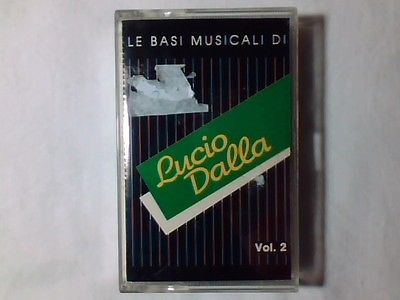 LE BASI MUSICALI DI
Lucio
Dalla
Vol. 2